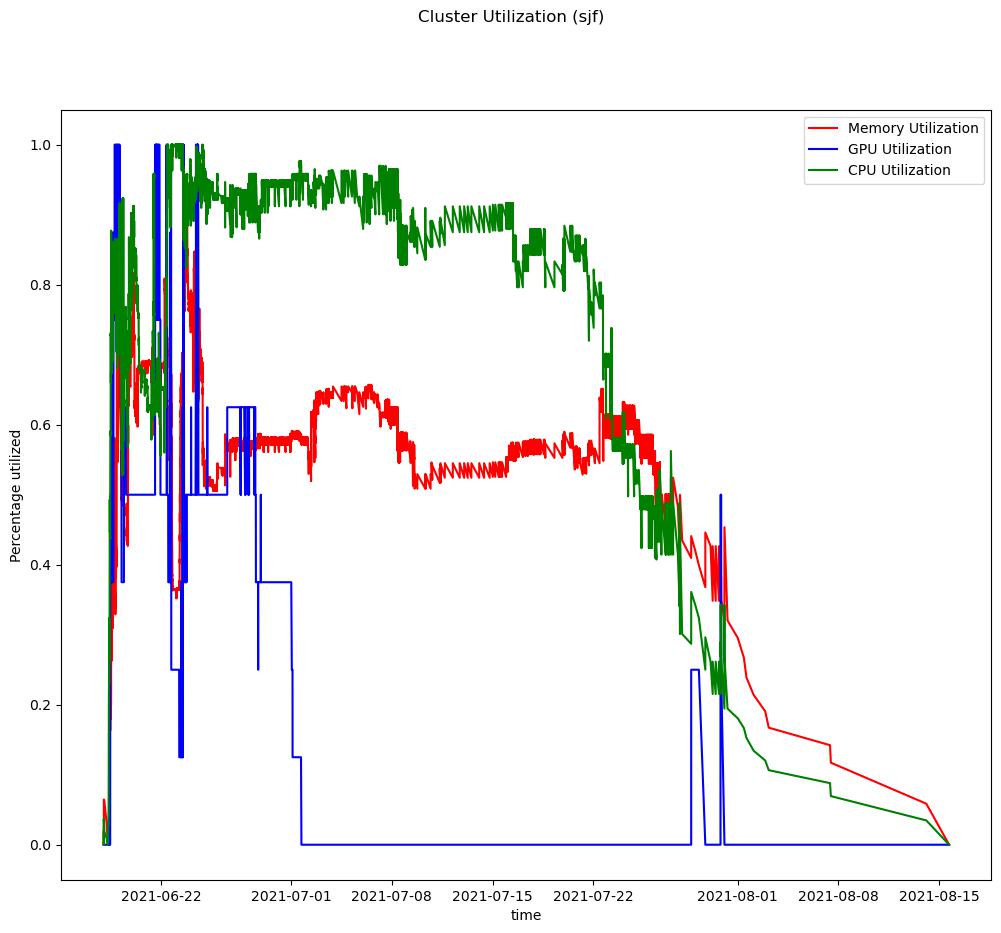 Cluster Utilization (sjf)
Memory Utilization
GPU Utilization
CPU Utilization
1.0
0.8
0.6
0.4
0.2
0.0
Percentage utilized
2021-06-22 2021-07-01 2021-07-08 2021-07-15 2021-07-22 2021-08-01 2021-08-08 2021-08-15
time